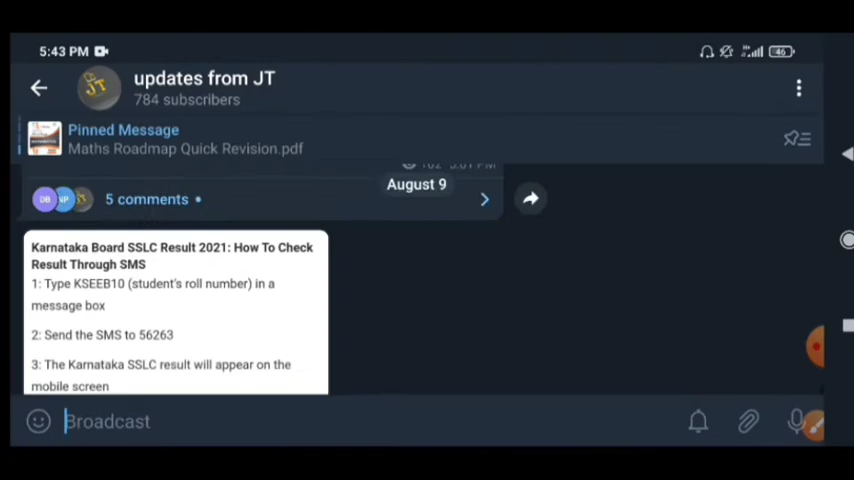 5:43 PM
46
updates from JT
784 subscribers
Pinned Message
Maths Roadmap Quick Revision.pdf
August 9
DB NP 5 comments
Karnataka Board SSLC Result 2021: How To Check
Result Through SMS
1: Type KSEEB10 (student's roll number) in a
message box
2: Send the SMS to 56263
3: The Karnataka SSLC result will appear on the
mobile screen
Broadcast